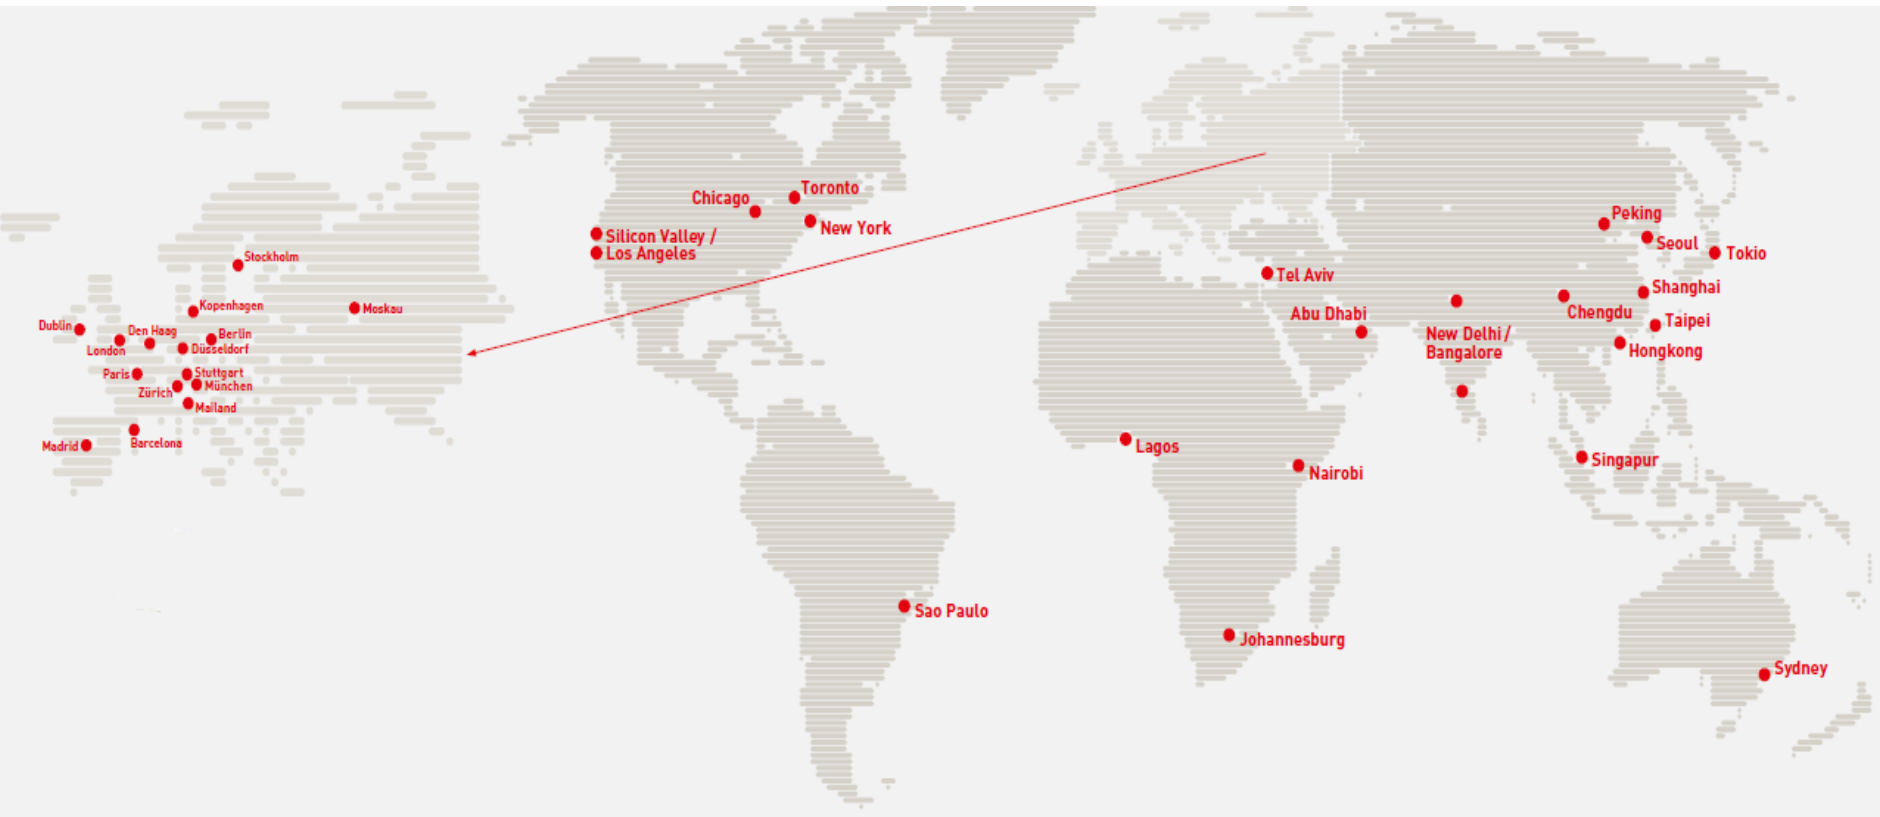 Stockholm
Kopenhagen
Moskau
Dublin
Den Haag
Berlin
London
Düsseldorf
Paris
Stuttgart
Zürich
München
Mailand
Madrid
Barcelona
Chicago
Toronto
New York
Silicon Valley /
Los Angeles
Sao Paulo
Tel Aviv
Abu Dhabi
Lagos
Nairobi
Johannesburg
Peking
Seoul
Tokio
Shanghai
Chengdu
Taipei
New Delhi /
Bangalore
Hongkong
Singapur
Sydney